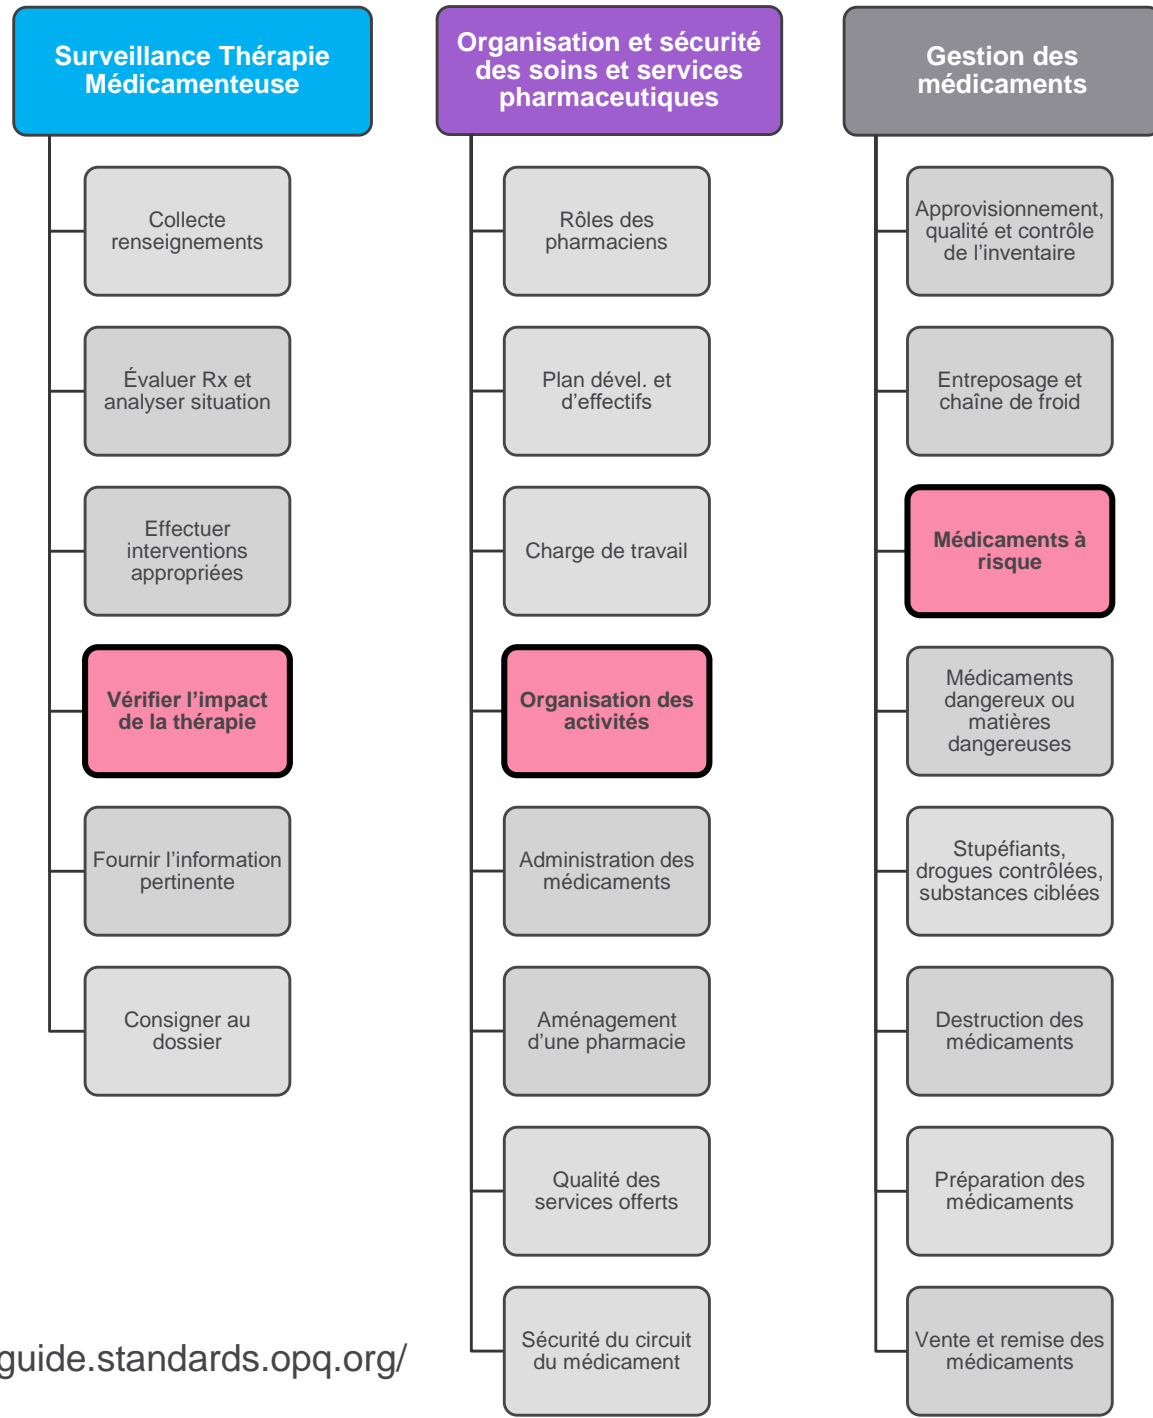 Surveillance Thérapie
Médicamenteuse
Collecte
renseignements
Évaluer Rx et
analyser situation
Effectuer
interventions
appropriées
Vérifier l’impact
de la thérapie
Fournir l’information
pertinente
Consigner au
dossier
Organisation et sécurité
des soins et services
pharmaceutiques
Rôles des
pharmaciens
Plan dével. et
d’effectifs
Charge de travail
Organisation des
activités
Administration des
médicaments
Aménagement
d’une pharmacie
Qualité des
services offerts
Sécurité du circuit
du médicament
Gestion des
médicaments
Approvisionnement,
qualité et contrôle
de l’inventaire
Entreposage et
chaîne de froid
Médicaments à
risque
Médicaments
dangereux ou
matières
dangereuses
Stupéfiants,
drogues contrôlées,
substances ciblées
Destruction des
médicaments
Préparation des
médicaments
Vente et remise des
médicaments
guide.standards.opq.org/